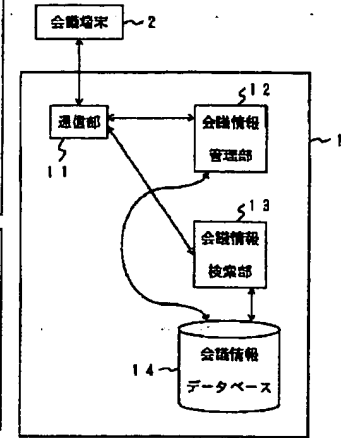 会議端末
2
通信部
11
12
会議情報
管理部
1
13
会議情報
検索部
14
会議情報
データベース